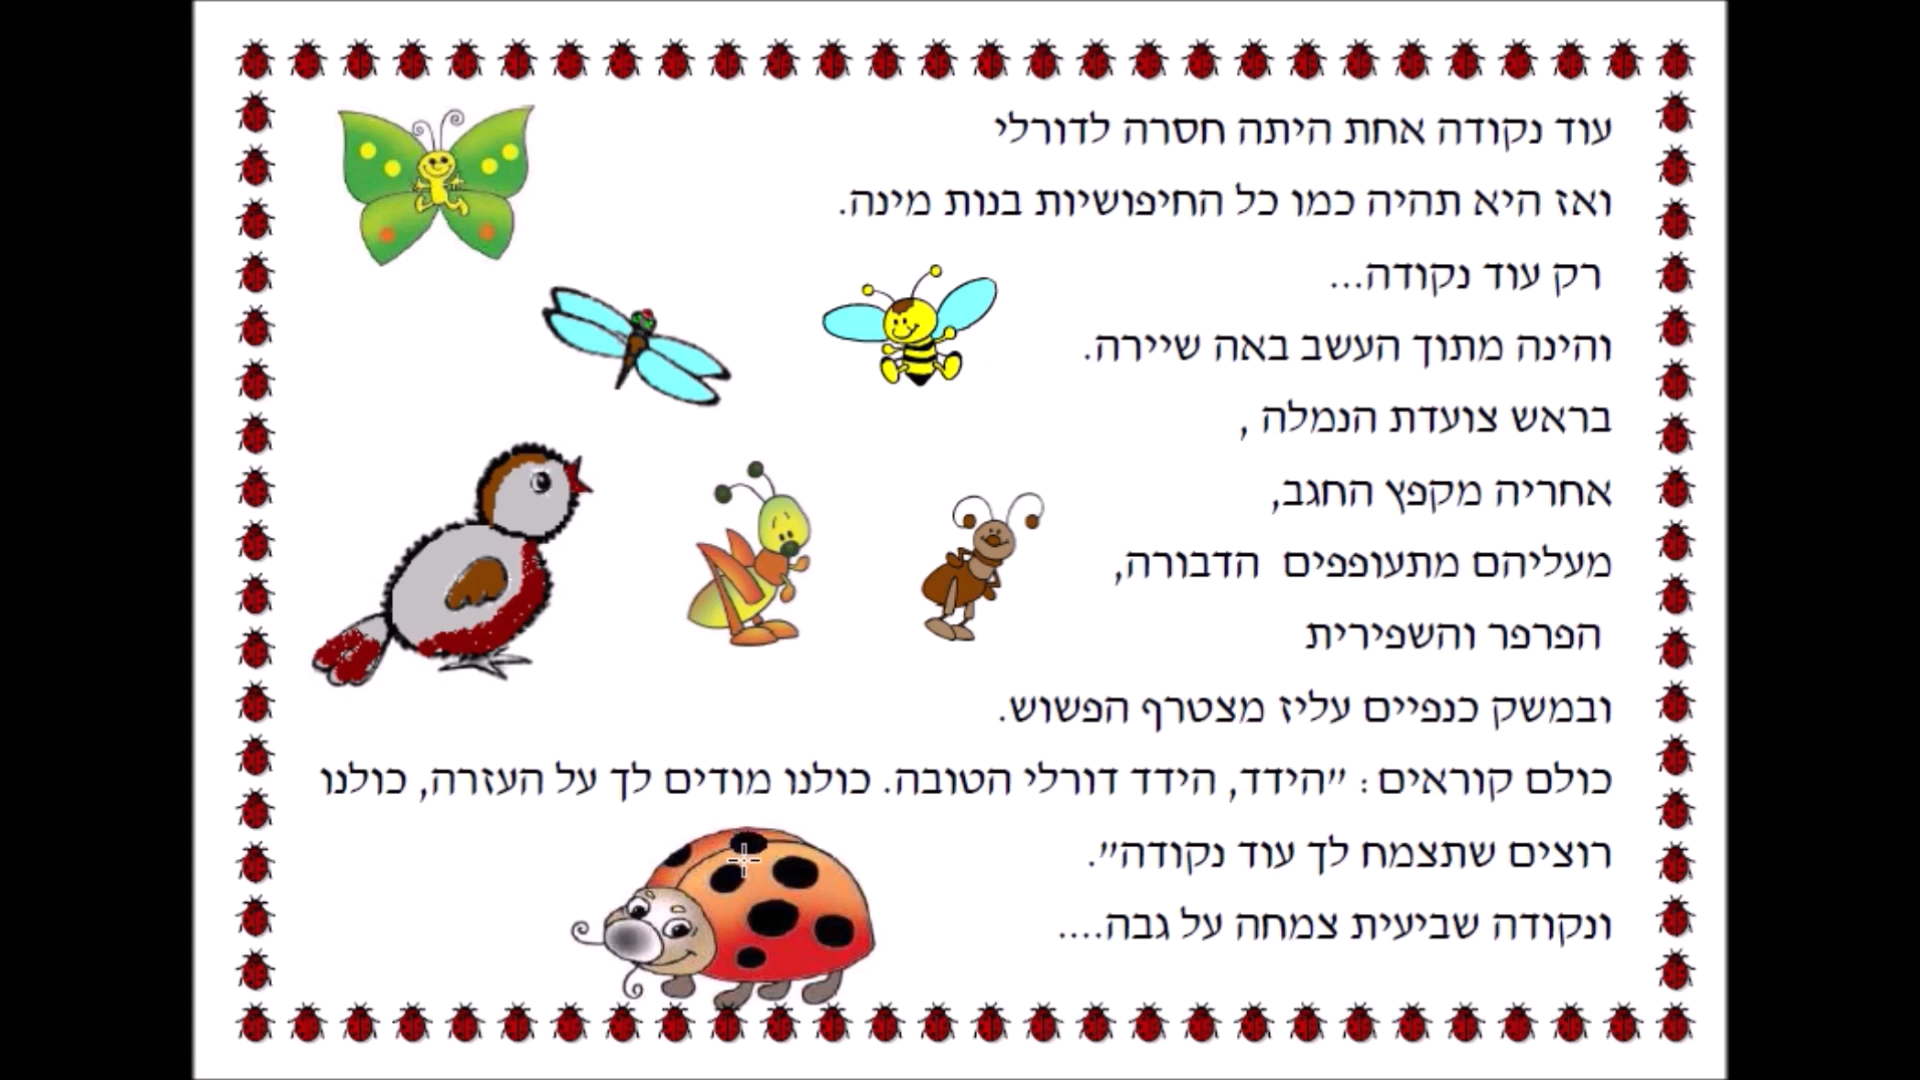 עוד נקודה אחת היתה חסרה לדורלי
ואז היא תהיה כמו כל החיפושיות בנות מינה.
רק עוד נקודה...
והינה מתוך העשב באה שיירה.
בראש צועדת הנמלה ,
אחריה מקפץ החגב,
מעליהם מתעופפים הדבורה,
הפרפר והשפירית
ובמשק כנפיים עליז מצטרף הפשוש.
כולם קוראים: "הידד, הידד דורלי הטובה. כולנו מודים לך על העזרה, כולנו
רוצים שתצמח לך עוד נקודה".
ונקודה שביעית צמחה על גבה....